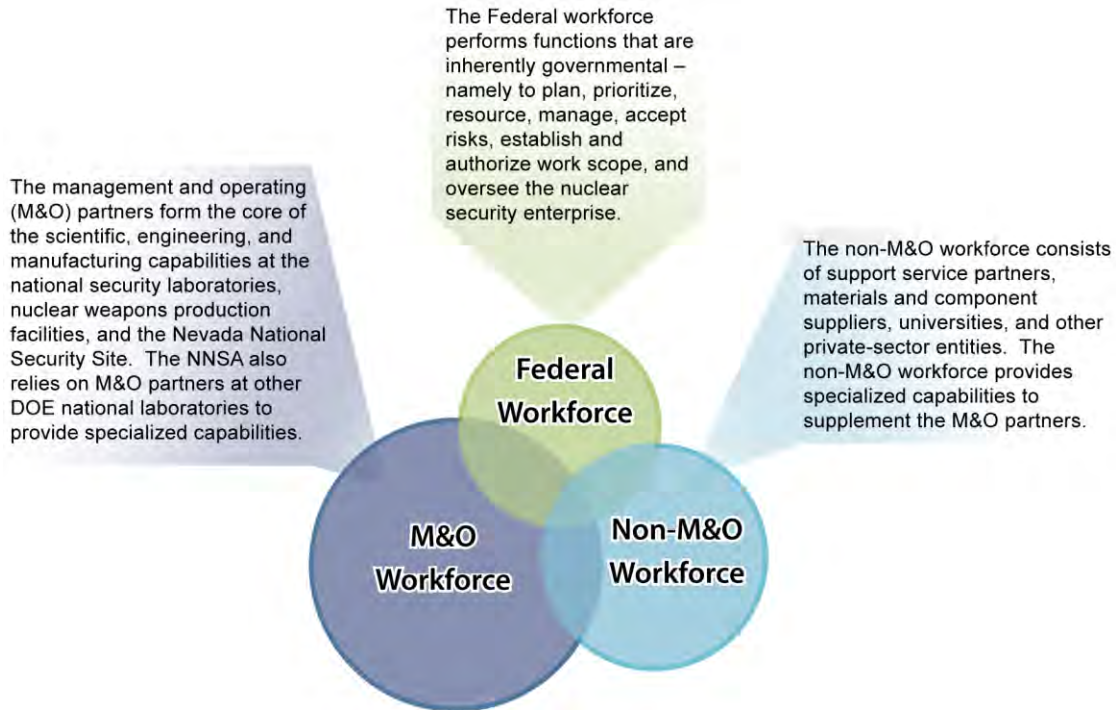 The Federal workforce
performs functions that are
inherently governmental –
namely to plan, prioritize,
resource, manage, accept
risks, establish and
authorize work scope, and
oversee the nuclear
security enterprise.
The management and operating
(M&O) partners form the core of
the scientific, engineering, and
manufacturing capabilities at the
national security laboratories,
nuclear weapons production
facilities, and the Nevada National
Security Site.  The NNSA also
relies on M&O partners at other
DOE national laboratories to
provide specialized capabilities.
The non-M&O workforce consists
of support service partners,
materials and component
suppliers, universities, and other
private-sector entities.  The
non-M&O workforce provides
specialized capabilities to
supplement the M&O partners.
Federal
Workforce
M&O
Workforce
Non-M&O
Workforce